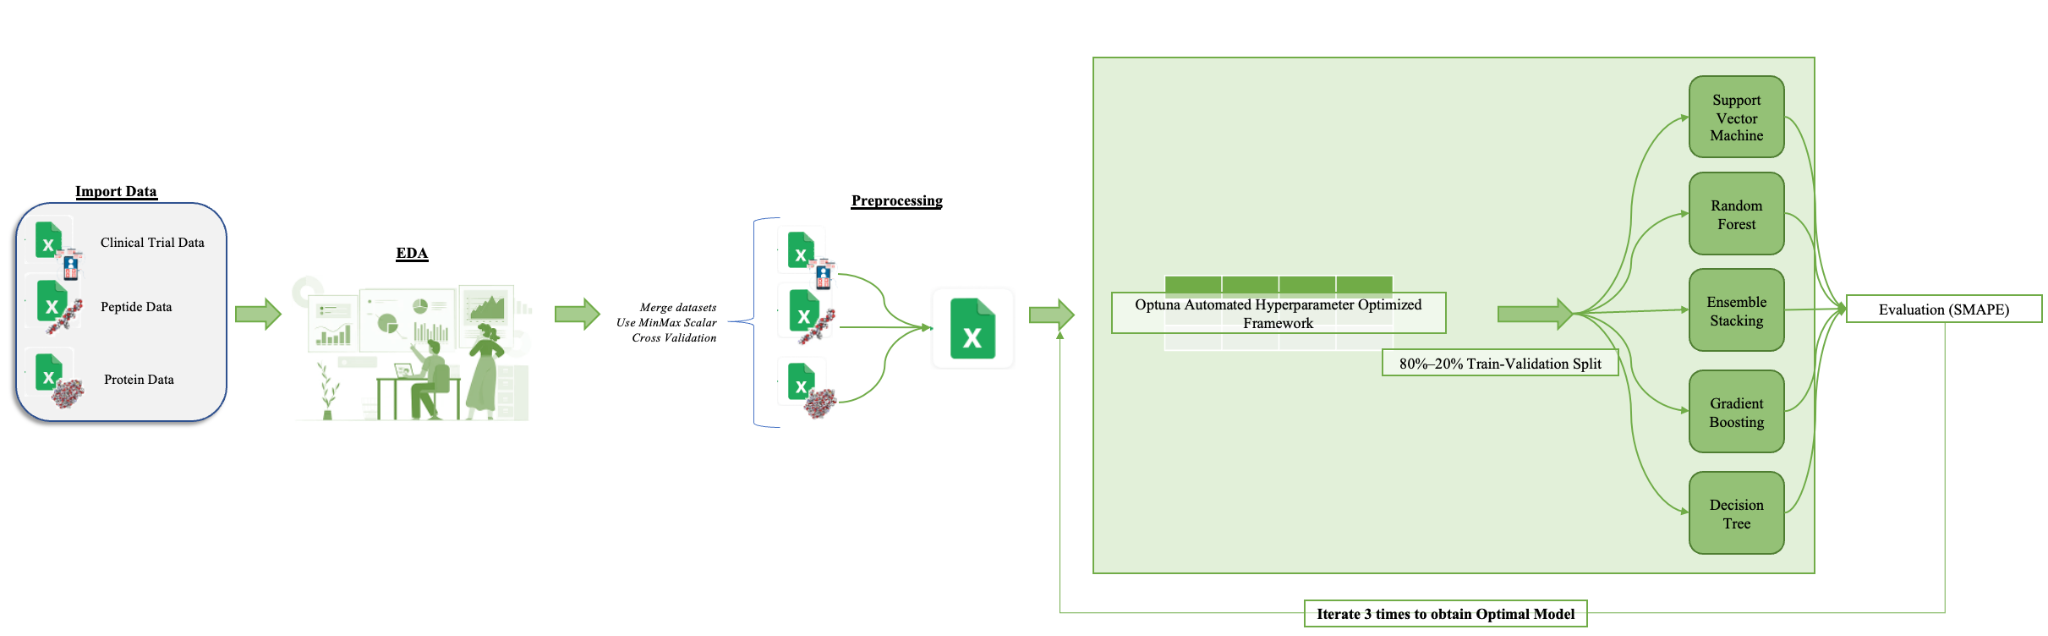 Import Data
Clinical Trial Data
Peptide Data
Protein Data
EDA
Merge datasets
Use MinMax Scalar
Cross Validation
Preprocessing
X
X
X
X
X
X
X
Optuna Automated Hyperparameter Optimized
Framework
80%–20% Train-Validation Split
Support
Vector
Machine
Random
Forest
Ensemble
Stacking
Gradient
Boosting
Decision
Tree
Evaluation (SMAPE)
Iterate 3 times to obtain Optimal Model